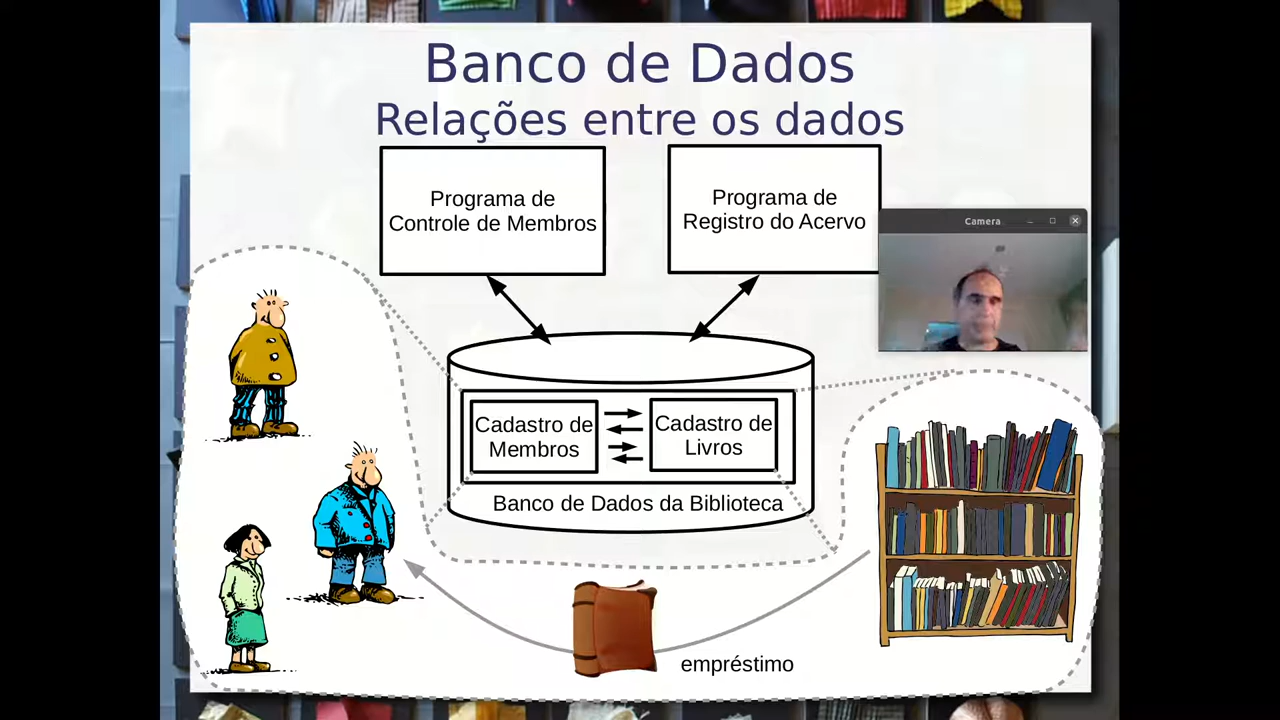 Banco de Dados
Relações entre os dados
Programa de
Controle de Membros
Programa de
Registro do Acervo
Camera
Cadastro de
Membros
Cadastro de
Livros
Banco de Dados da Biblioteca
empréstimo